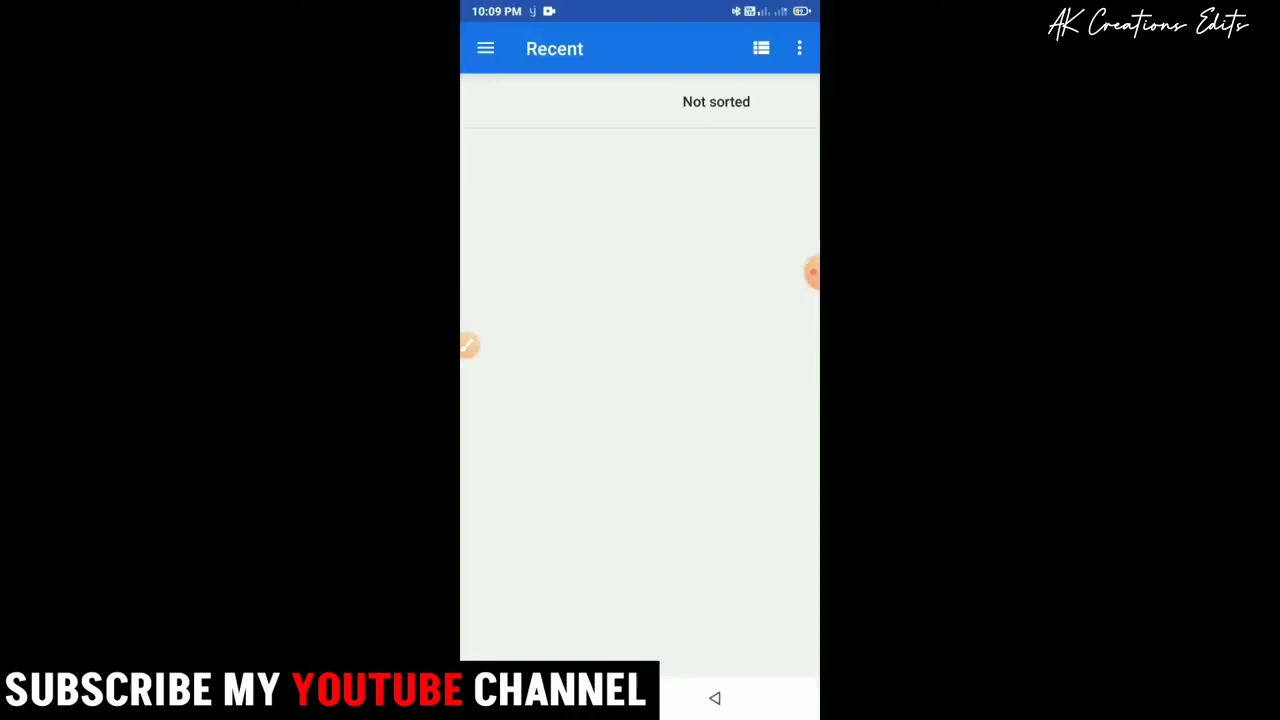 10:09 PM
AK Creations Edits
Recent
Not sorted
SUBSCRIBE MY YOUTUBE CHANNEL